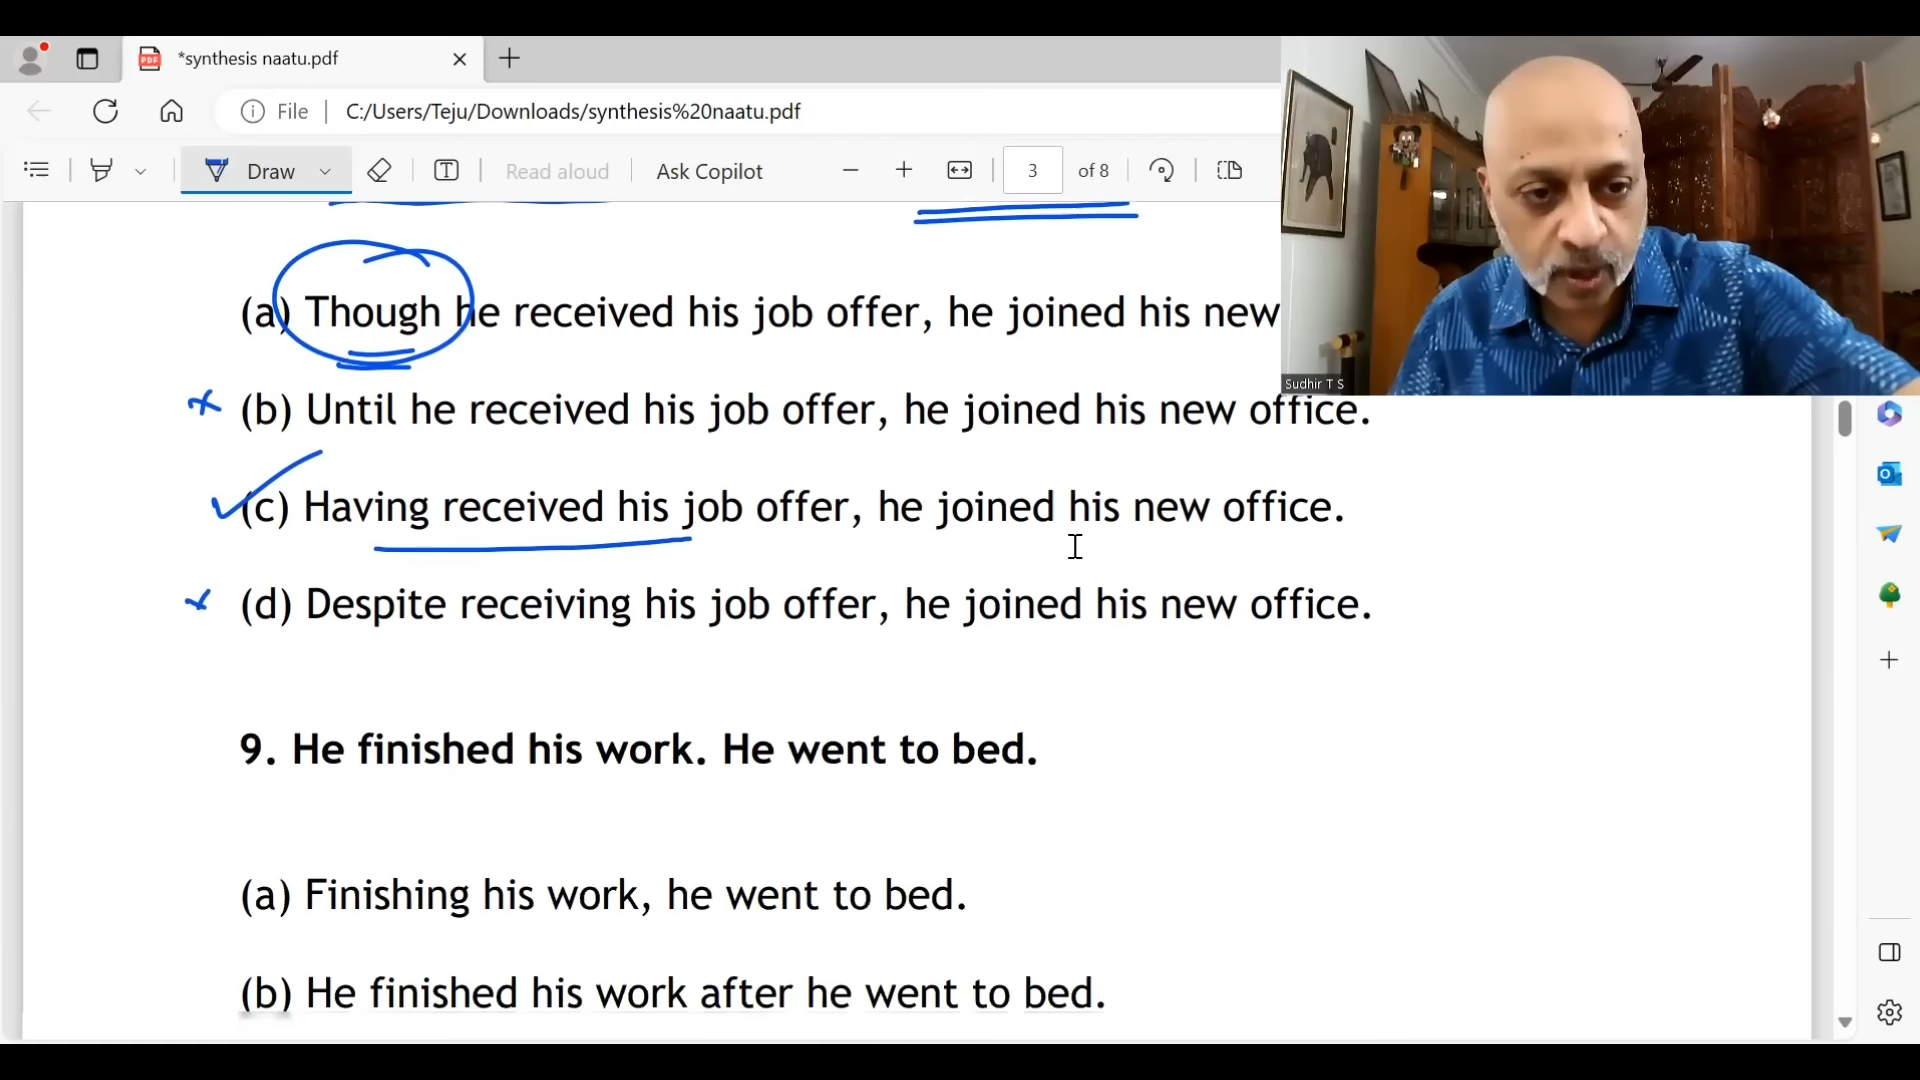 *synthesis naatu.pdf
File | C:/Users/Teju/Downloads/synthesis%20naatu.pdf
Draw Read aloud Ask Copilot 3 of 8
(a) Though he received his job offer, he joined his new
Sudhir T S
(b) Until he received his job offer, he joined his new office.
(c) Having received his job offer, he joined his new office.
(d) Despite receiving his job offer, he joined his new office.
9. He finished his work. He went to bed.
(a) Finishing his work, he went to bed.
(b) He finished his work after he went to bed.